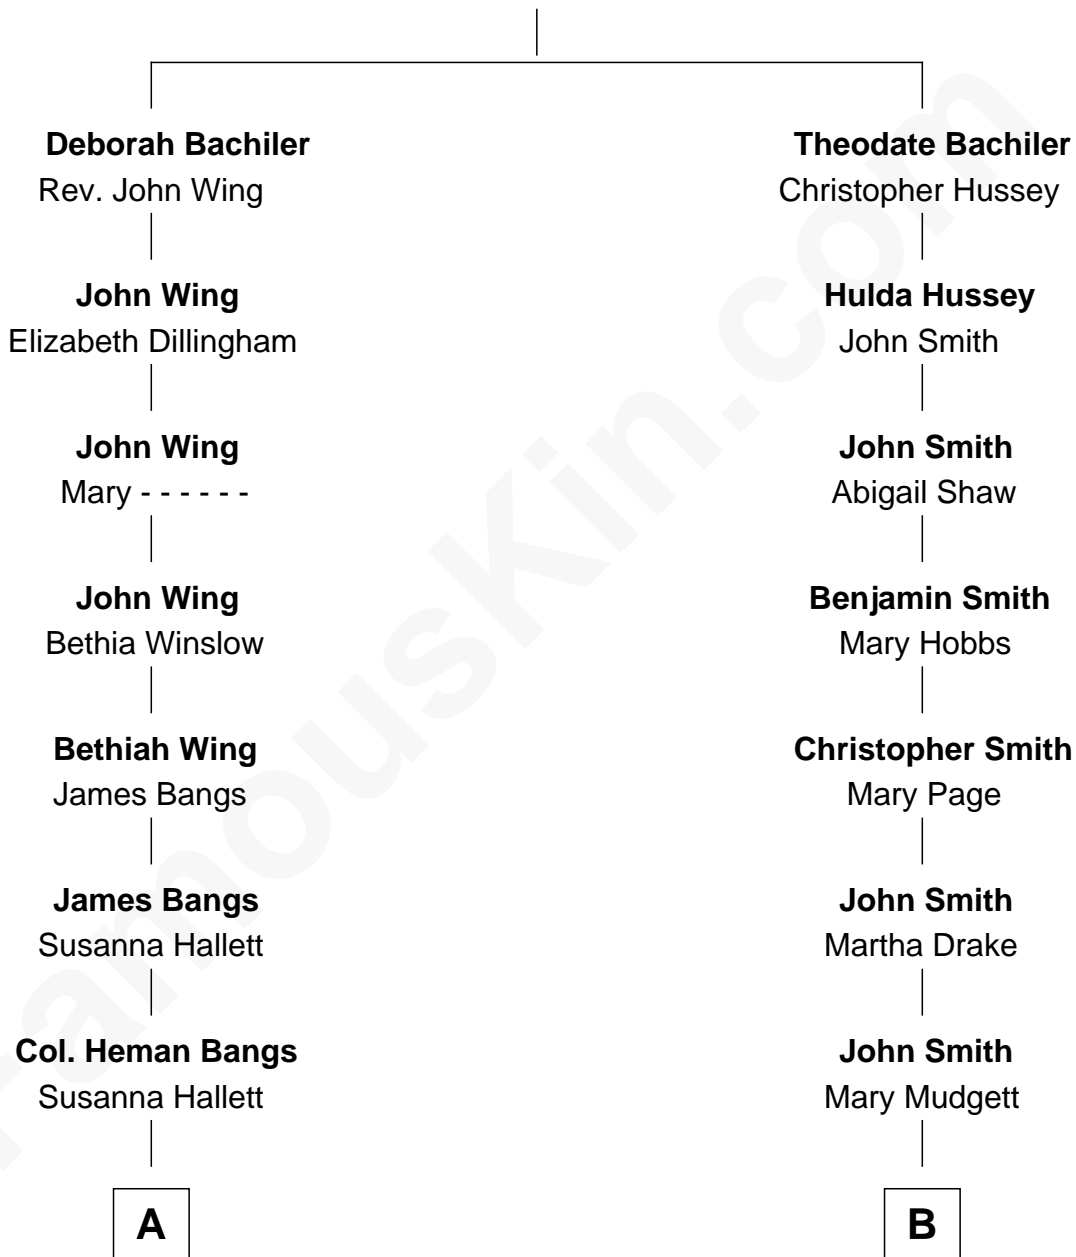 Deborah Bachiler
Rev. John Wing
John Wing
Elizabeth Dillingham
John Wing
Mary - - - - - -
John Wing
Bethia Winslow
Bethiah Wing
James Bangs
James Bangs
Susanna Hallett
Col. Heman Bangs
Susanna Hallett
A
Theodate Bachiler
Christopher Hussey
Hulda Hussey
John Smith
John Smith
Abigail Shaw
Benjamin Smith
Mary Hobbs
Christopher Smith
Mary Page
John Smith
Martha Drake
John Smith
Mary Mudgett
B
FamousKin.com